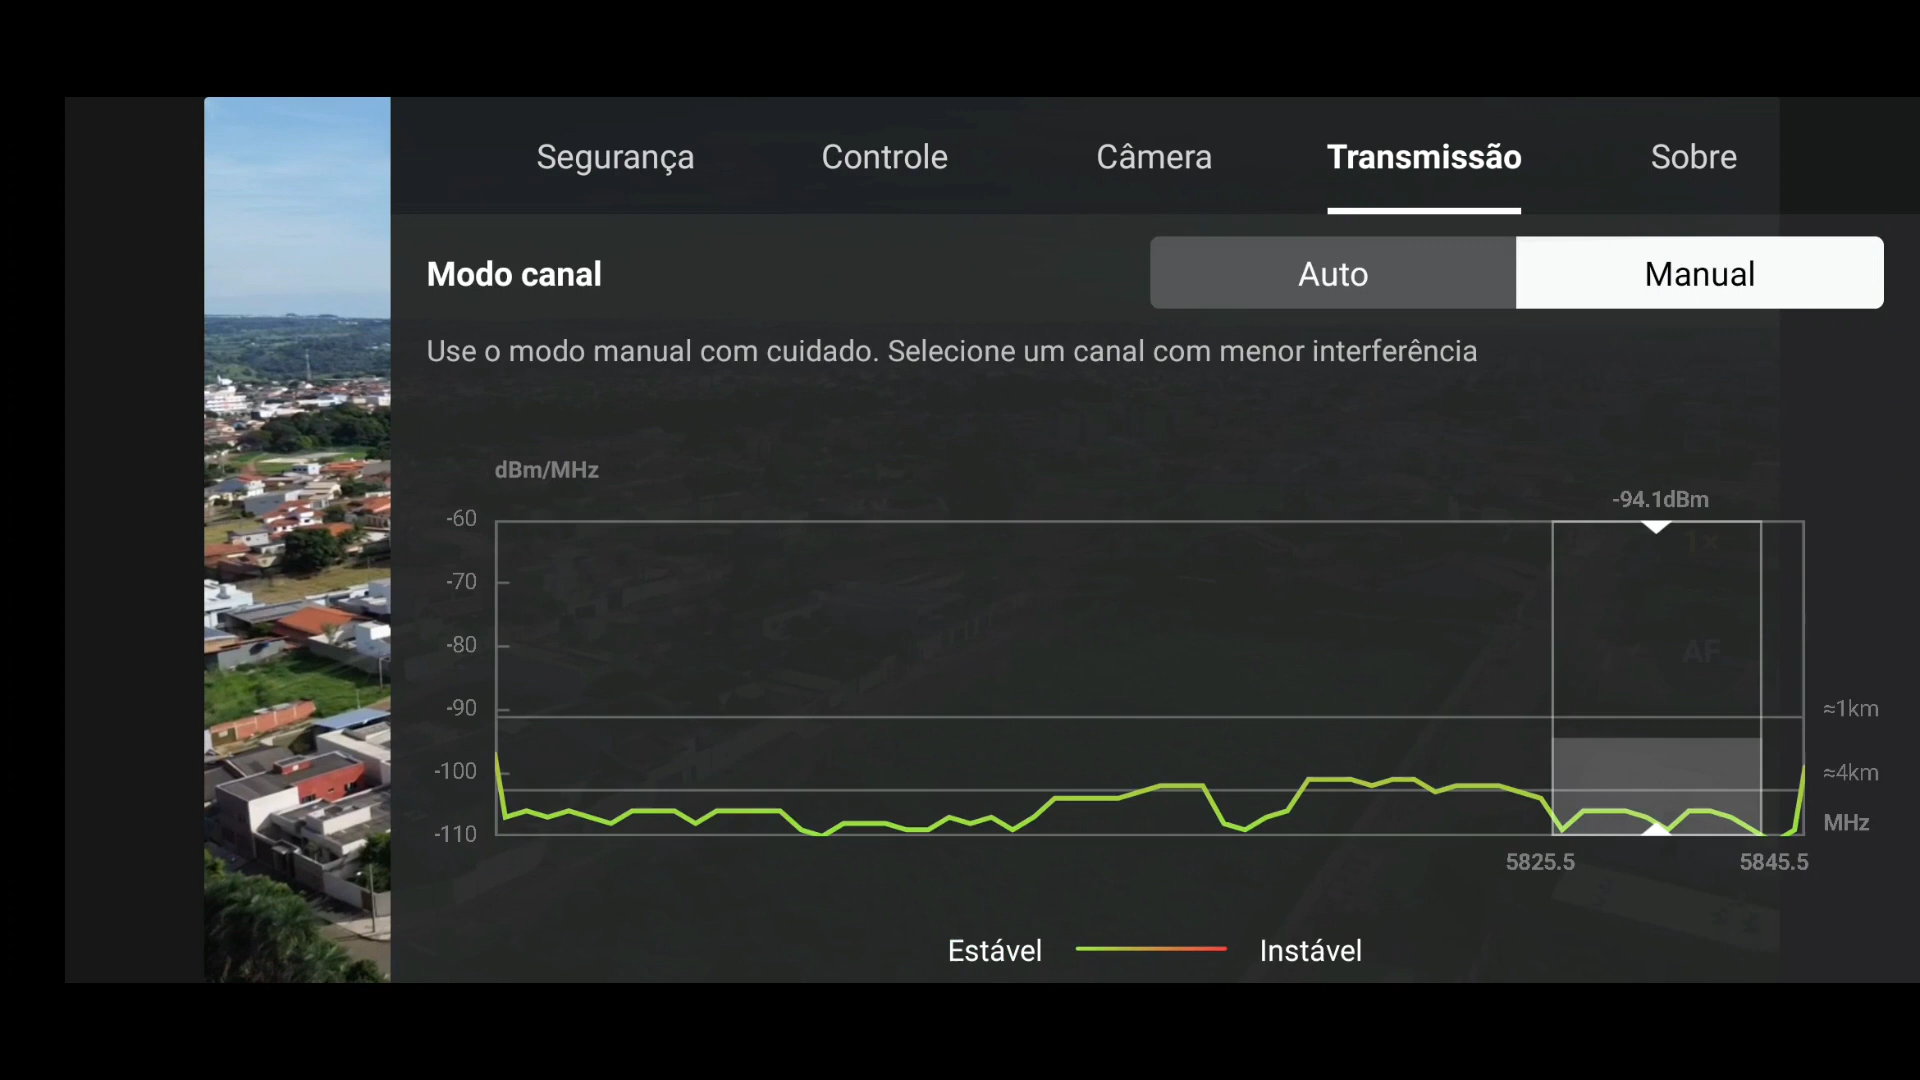 Segurança Controle Câmera Transmissão Sobre
Modo canal Auto Manual
Use o modo manual com cuidado. Selecione um canal com menor interferência
dBm/MHz
-94.1dBm
-60
1×
-70
-80
AF
-90
≈1km
-100
≈4km
-110
MHz
5825.5 5845.5
Estável Instável